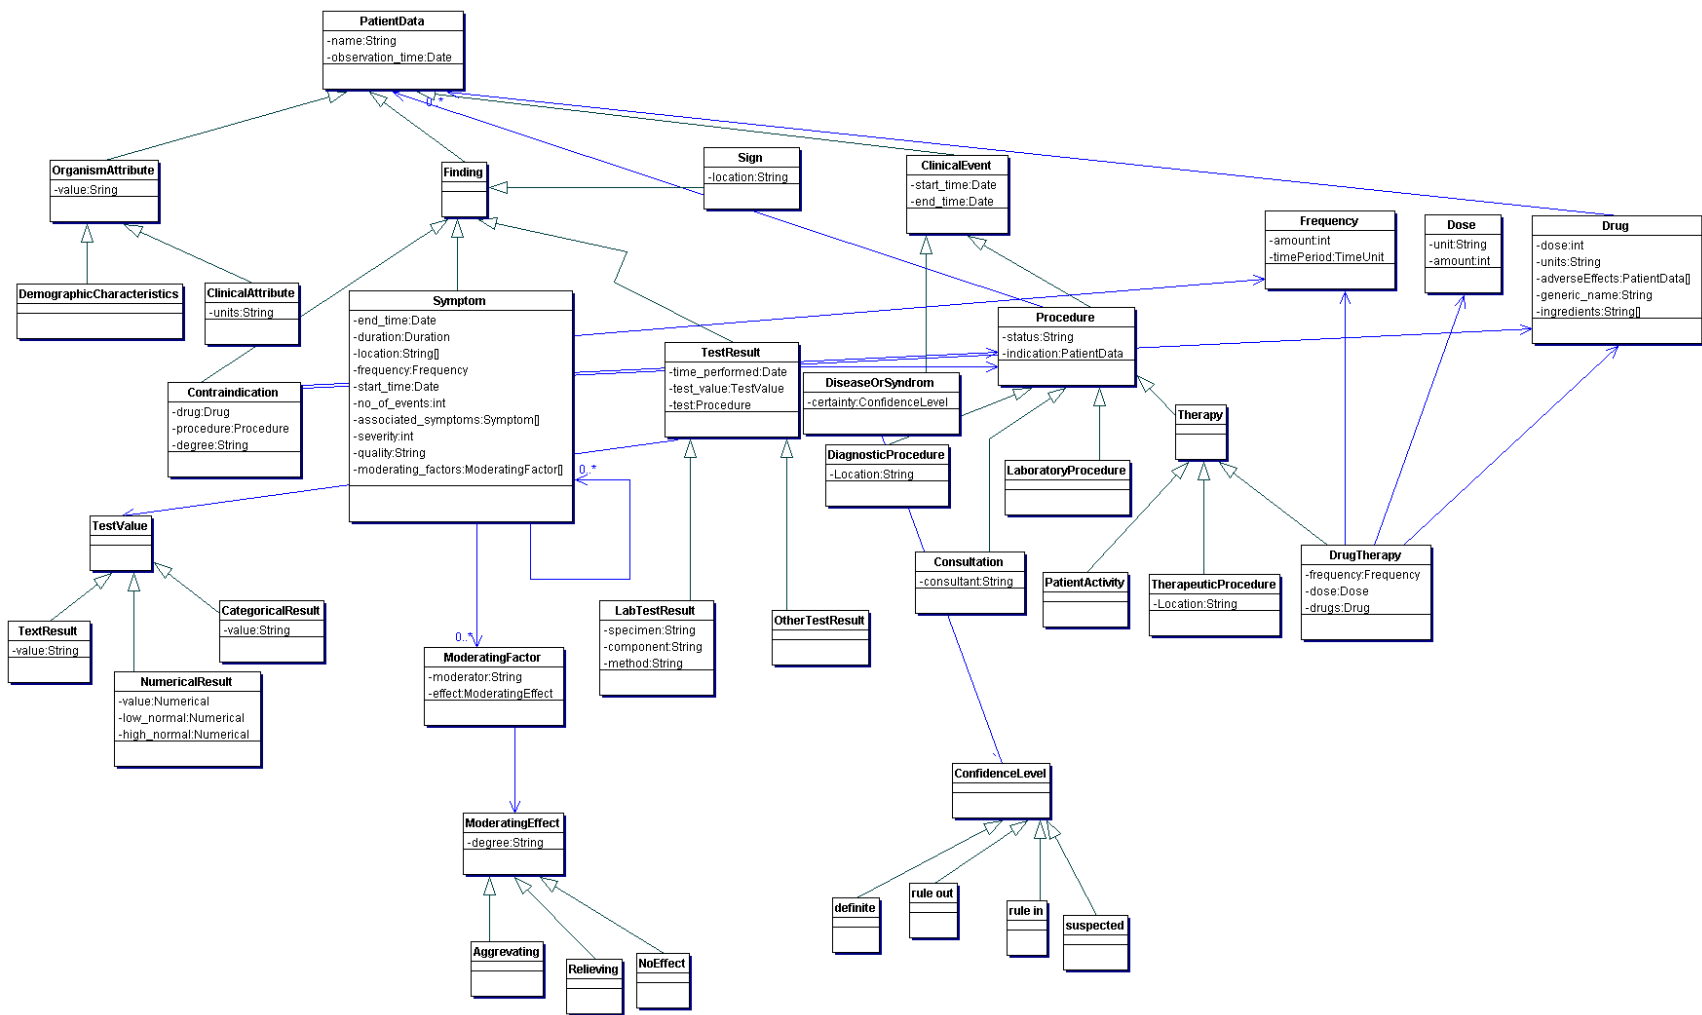 PatientData
-name:String
-observation_time:Date
0..*
OrganismAttribute
-value:Sring
Finding
Sign
-location:String
ClinicalEvent
-start_time:Date
-end_time:Date
Frequency
-amount:int
-timePeriod:TimeUnit
Dose
-unit:String
-amount:int
Drug
-dose:int
-units:String
-adverseEffects:PatientData[]
-generic_name:String
-ingredients:String[]
DemographicCharacteristics
ClinicalAttribute
-units:String
Symptom
-end_time:Date
-duration:Duration
-location:String[]
-frequency:Frequency
-start_time:Date
-no_of_events:int
-associated_symptoms:Symptom[]
-severity:int
-quality:String
-moderating_factors:ModeratingFactor[]
0..*
Procedure
-status:String
-indication:PatientData
TestResult
-time_performed:Date
-test_value:TestValue
-test:Procedure
DiseaseOrSyndrom
-certainty:ConfidenceLevel
Contraindication
-drug:Drug
-procedure:Procedure
-degree:String
Therapy
DiagnosticProcedure
-Location:String
LaboratoryProcedure
TestValue
Consultation
-consultant:String
PatientActivity
TherapeuticProcedure
-Location:String
DrugTherapy
-frequency:Frequency
-dose:Dose
-drugs:Drug
TextResult
-value:String
CategoricalResult
-value:String
NumericalResult
-value:Numerical
-low_normal:Numerical
-high_normal:Numerical
LabTestResult
-specimen:String
-component:String
-method:String
OtherTestResult
0..*
ModeratingFactor
-moderator:String
-effect:ModeratingEffect
ConfidenceLevel
ModeratingEffect
-degree:String
definite
rule out
rule in
suspected
Aggrevating
Relieving
NoEffect